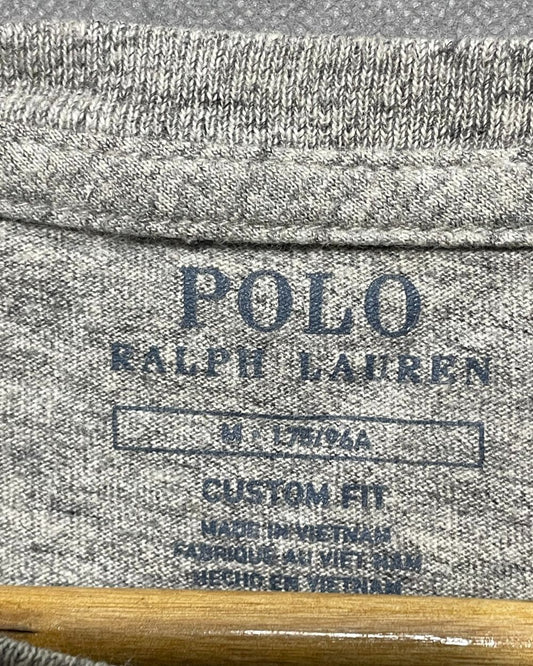 POLO
RALPH LAUREN
M : 175/96A
CUSTOM FIT
MADE IN VIETNAM
FABRIQUE AU VIET NAM
HECHO EN VIETNAM